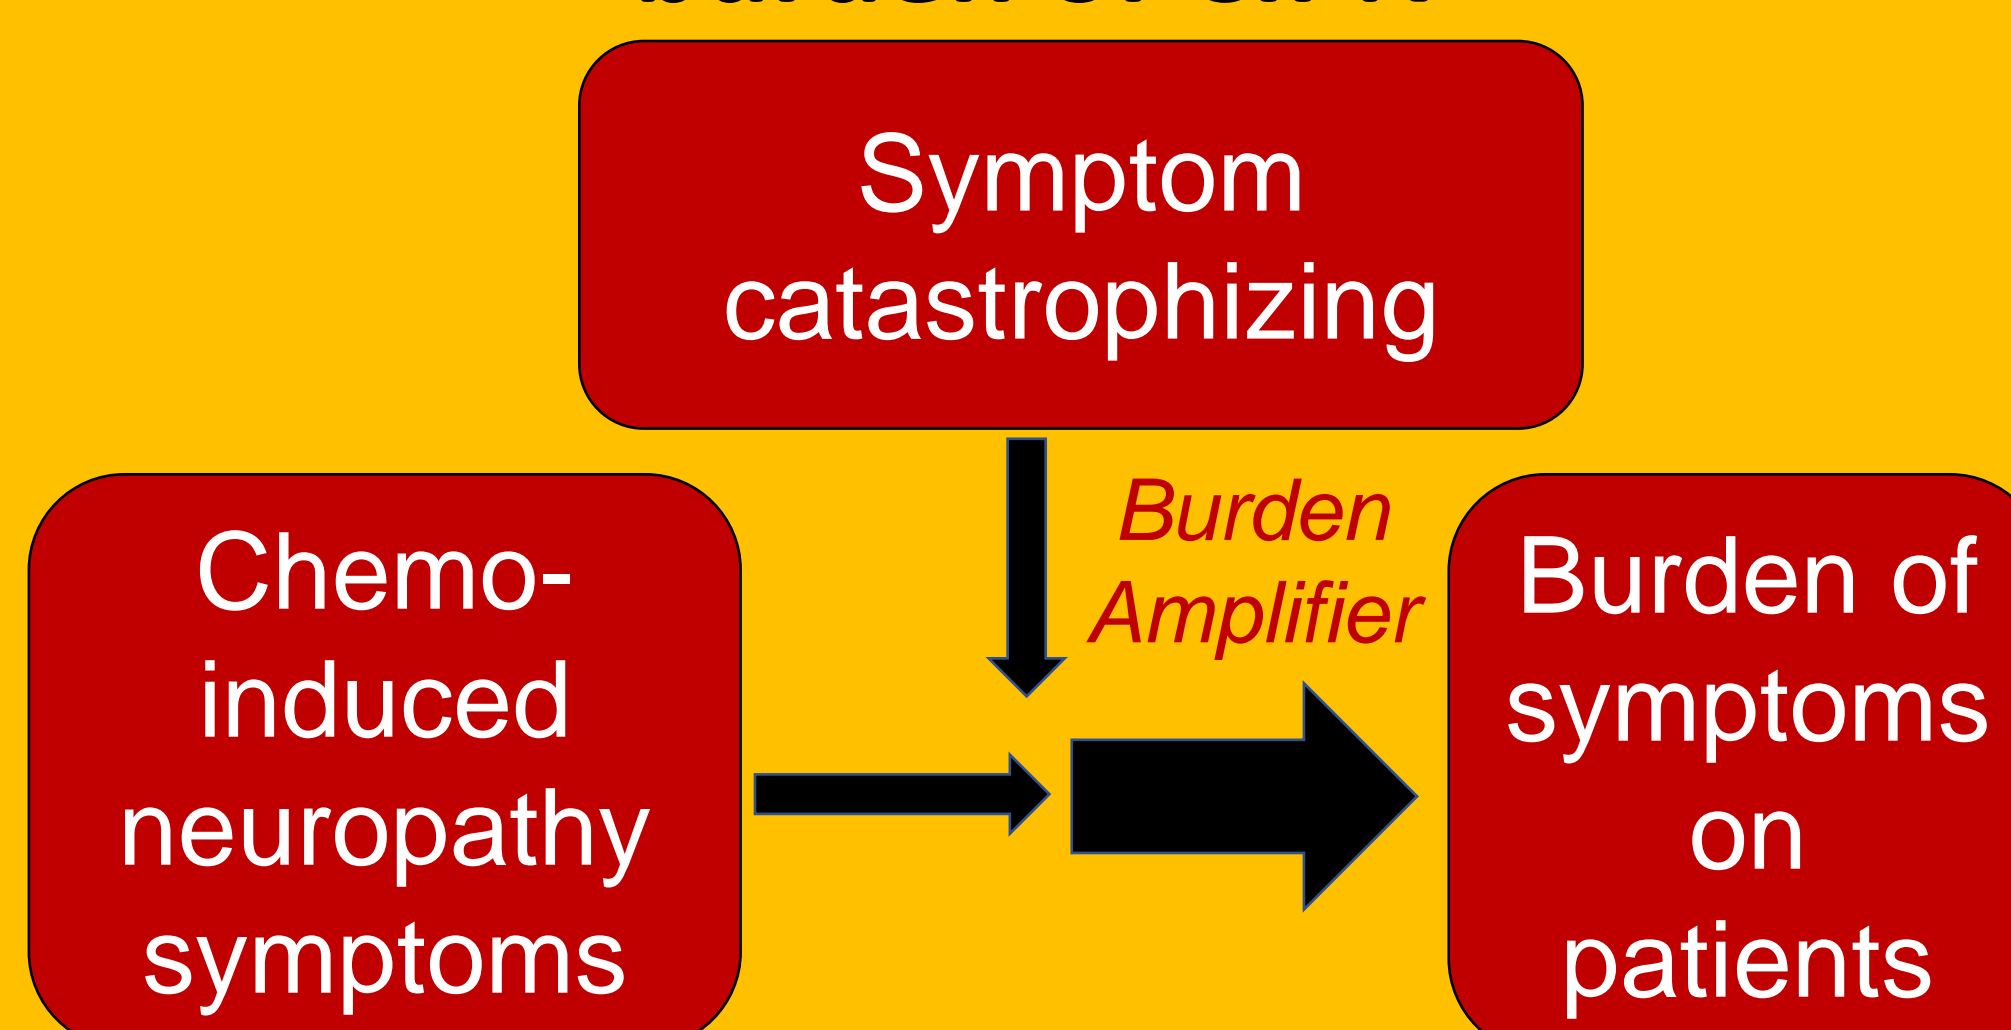 Symptom
catastrophizing
Burden
Amplifier
Chemo-
induced
neuropathy
symptoms
Burden of
symptoms
on
patients